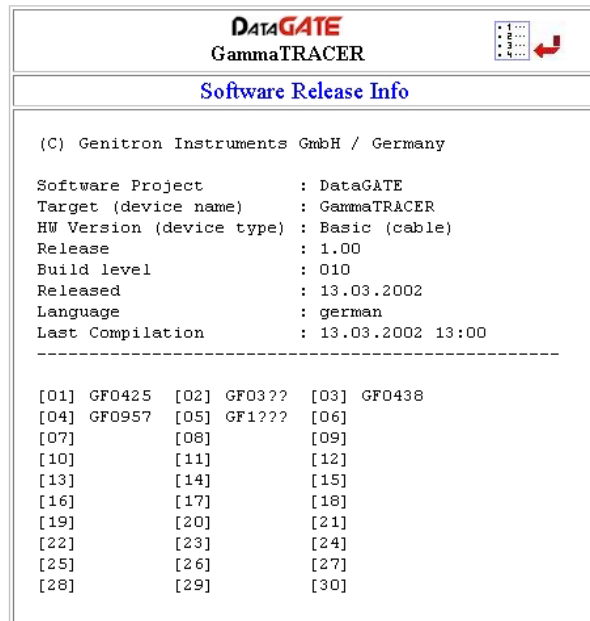 DATAGATE
GammaTRACER
Software Release Info
(C) Genitron Instruments GmbH / Germany
Software Project : DataGATE
Target (device name) : GammaTRACER
HW Version (device type) : Basic (cable)
Release : 1.00
Build level : 010
Released : 13.03.2002
Language : german
Last Compilation : 13.03.2002 13:00
--------------------------------------------------
[01] GF0425 [02] GF03?? [03] GF0438
[04] GF0957 [05] GF1??? [06]
[07] [08] [09]
[10] [11] [12]
[13] [14] [15]
[16] [17] [18]
[19] [20] [21]
[22] [23] [24]
[25] [26] [27]
[28] [29] [30]